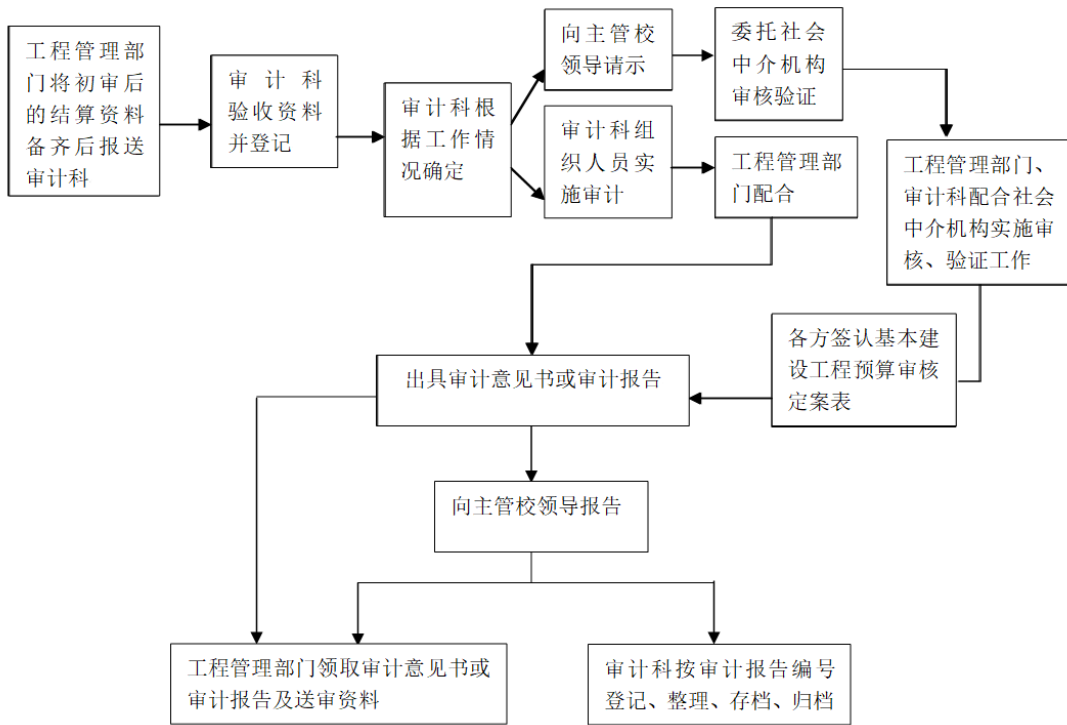 工程管理部
门将初审后
的结算资料
备齐后报送
审计科
审计科
验收资料
并登记
审计科根
据工作情
况确定
向主管校
领导请示
委托社会
中介机构
审核验证
审计科组
织人员实
施审计
工程管理部
门配合
工程管理部门、
审计科配合社会
中介机构实施审
核、验证工作
各方签认基本建
设工程预算审核
定案表
出具审计意见书或审计报告
向主管校领导报告
工程管理部门领取审计意见书或
审计报告及送审资料
审计科按审计报告编号
登记、整理、存档、归档